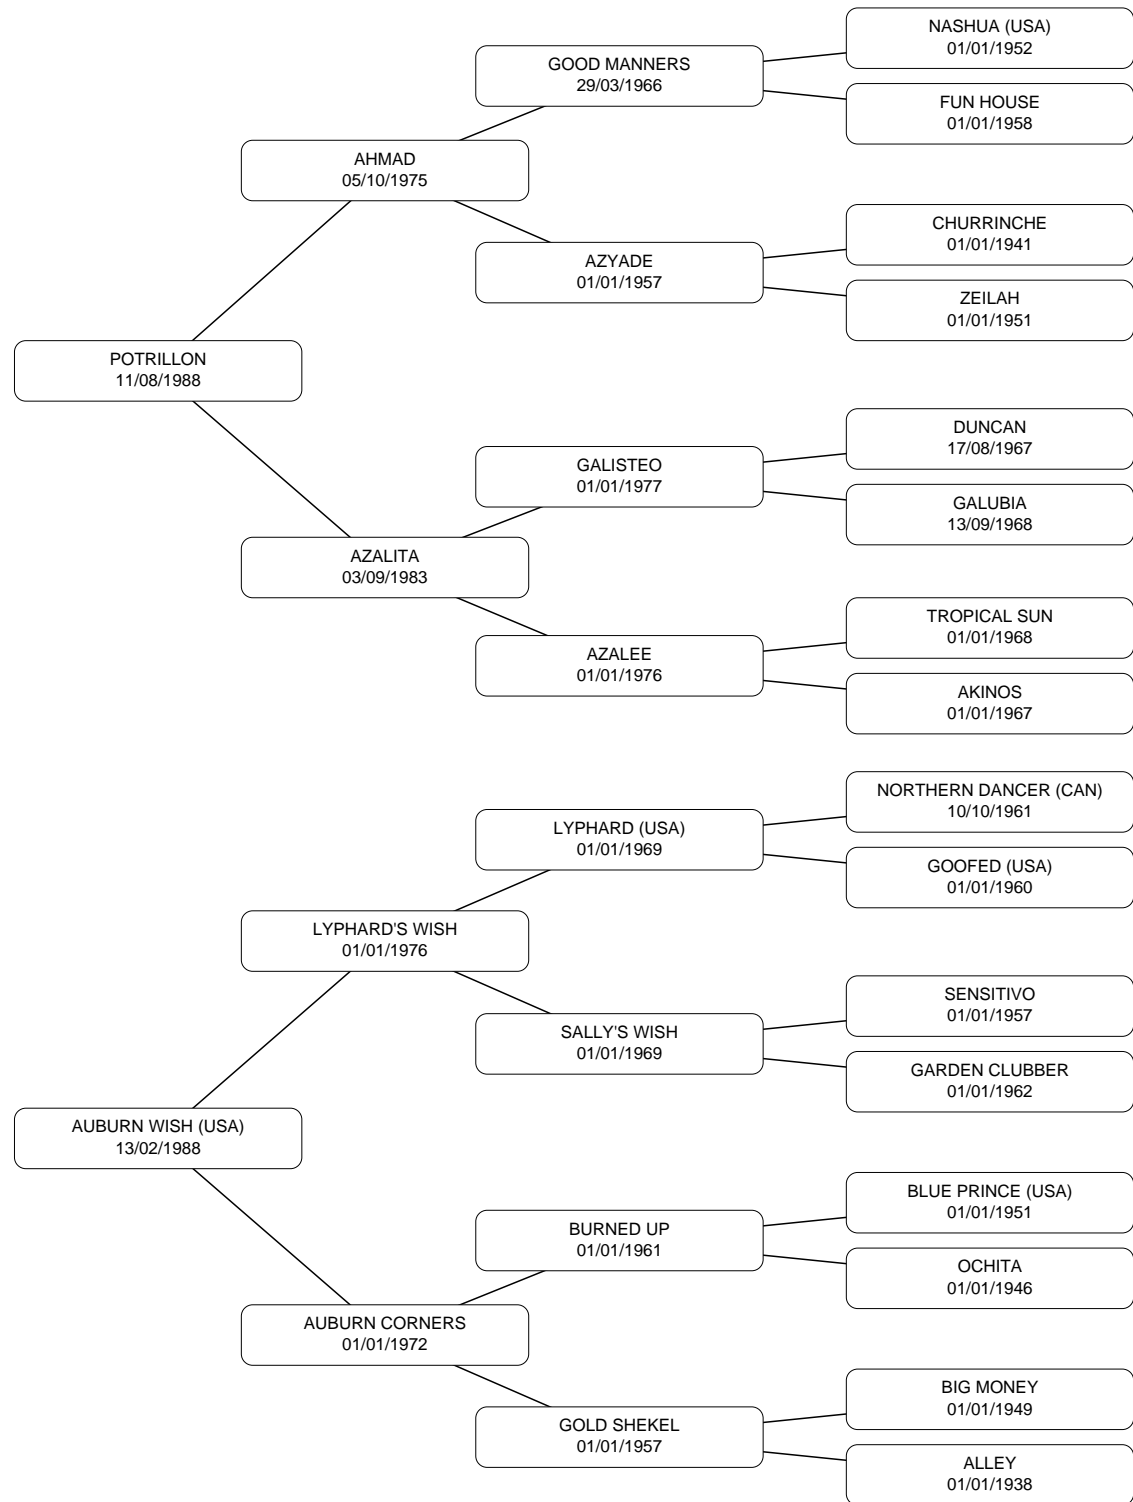 NASHUA (USA)
01/01/1952
GOOD MANNERS
29/03/1966
FUN HOUSE
01/01/1958
AHMAD
05/10/1975
CHURRINCHE
01/01/1941
AZYADE
01/01/1957
ZEILAH
01/01/1951
POTRILLON
11/08/1988
DUNCAN
17/08/1967
GALISTEO
01/01/1977
GALUBIA
13/09/1968
AZALITA
03/09/1983
TROPICAL SUN
01/01/1968
AZALEE
01/01/1976
AKINOS
01/01/1967
NORTHERN DANCER (CAN)
10/10/1961
LYPHARD (USA)
01/01/1969
GOOFED (USA)
01/01/1960
LYPHARD'S WISH
01/01/1976
SENSITIVO
01/01/1957
SALLY'S WISH
01/01/1969
GARDEN CLUBBER
01/01/1962
AUBURN WISH (USA)
13/02/1988
BLUE PRINCE (USA)
01/01/1951
BURNED UP
01/01/1961
OCHITA
01/01/1946
AUBURN CORNERS
01/01/1972
BIG MONEY
01/01/1949
GOLD SHEKEL
01/01/1957
ALLEY
01/01/1938